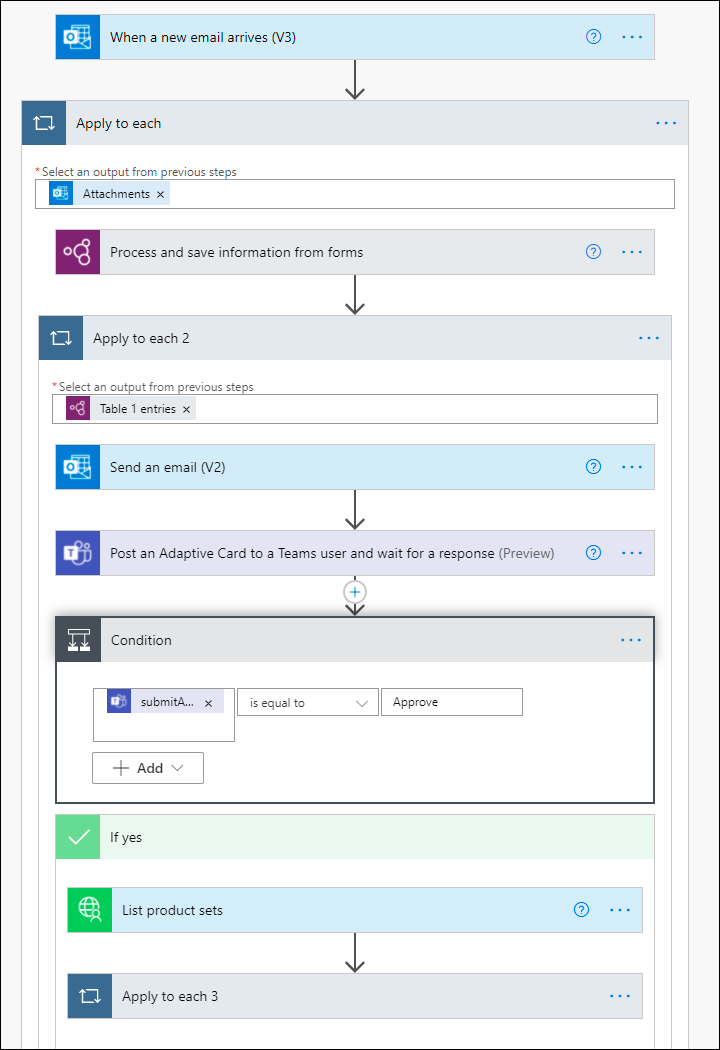 When a new email arrives (V3)
Apply to each
*Select an output from previous steps
Attachments ×
Process and save information from forms
Apply to each 2
*Select an output from previous steps
Table 1 entries ×
Send an email (V2)
Post an Adaptive Card to a Teams user and wait for a response (Preview)
Condition
submitA... × is equal to Approve
+ Add
If yes
List product sets
Apply to each 3